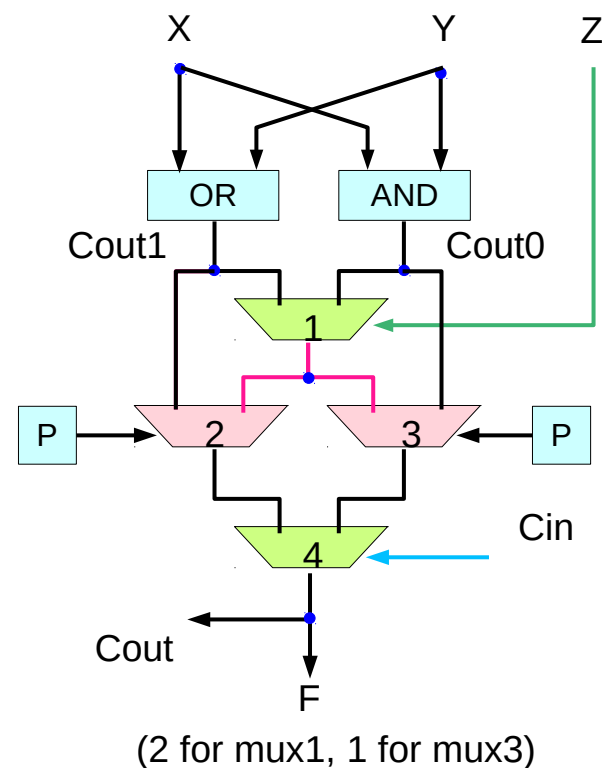 X Y Z
OR AND
Cout1 Cout0
1
P 2 3 P
Cin
4
Cout
F
(2 for mux1, 1 for mux3)